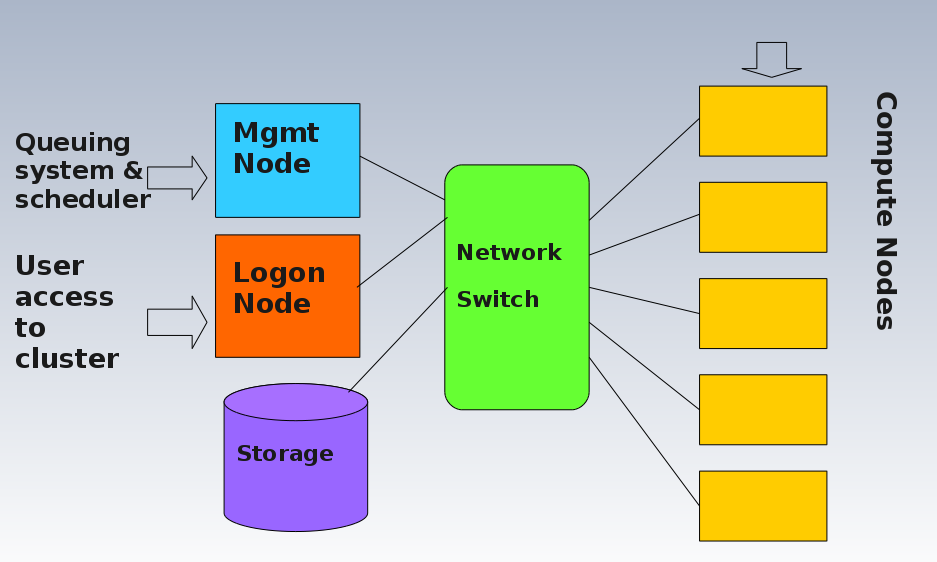 Queuing
system &
scheduler
Mgmt
Node
User
access
to
cluster
Logon
Node
Storage
Network
Switch
Compute Nodes